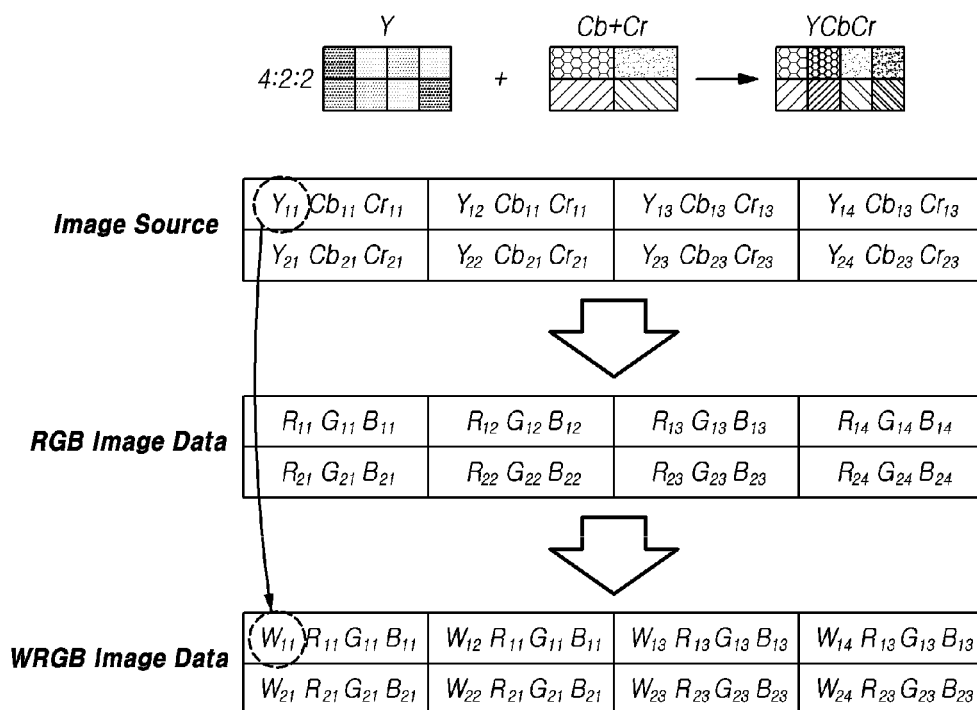 Y Cb+Cr YCbCr
4:2:2 +
Image Source
Y11 Cb11 Cr11 Y12 Cb11 Cr11 Y13 Cb13 Cr13 Y14 Cb13 Cr13
Y21 Cb21 Cr21 Y22 Cb21 Cr21 Y23 Cb23 Cr23 Y24 Cb23 Cr23
RGB Image Data
R11 G11 B11 R12 G12 B12 R13 G13 B13 R14 G14 B14
R21 G21 B21 R22 G22 B22 R23 G23 B23 R24 G24 B24
WRGB Image Data
W11 R11 G11 B11 W12 R11 G11 B11 W13 R13 G13 B13 W14 R13 G13 B13
W21 R21 G21 B21 W22 R21 G21 B21 W23 R23 G23 B23 W24 R23 G23 B23